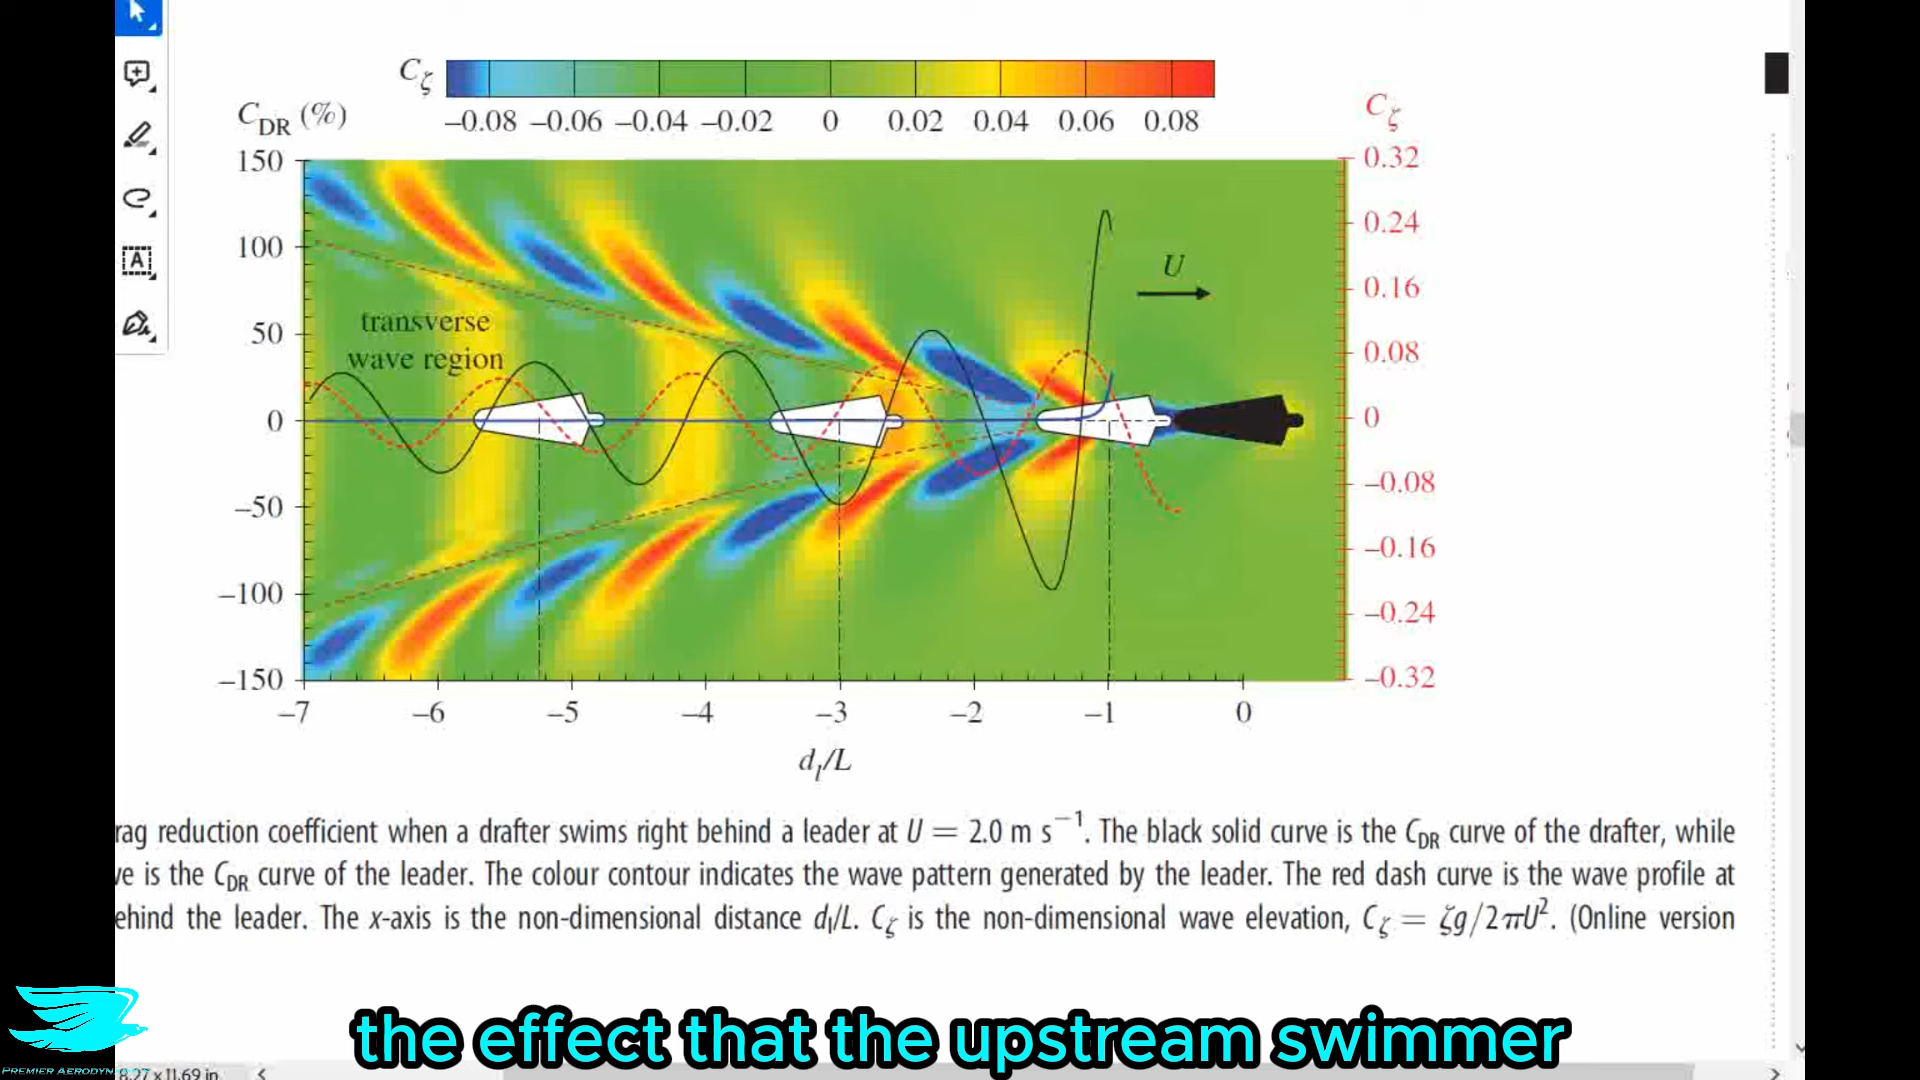 Cζ
−0.08 −0.06 −0.04 −0.02 0 0.02 0.04 0.06 0.08
CDR (%)
Cζ
150
100
50
0
−50
−100
−150
0.32
0.24
0.16
0.08
0
−0.08
−0.16
−0.24
−0.32
U
transverse
wave region
−7 −6 −5 −4 −3 −2 −1 0
dl/L
rag reduction coefficient when a drafter swims right behind a leader at U = 2.0 m s−1. The black solid curve is the CDR curve of the drafter, while
ve is the CDR curve of the leader. The colour contour indicates the wave pattern generated by the leader. The red dash curve is the wave profile at
ehind the leader. The x-axis is the non-dimensional distance dl/L. Cζ is the non-dimensional wave elevation, Cζ = ζg/2πU2. (Online version
the effect that the upstream swimmer
8.27 x 11.69 in